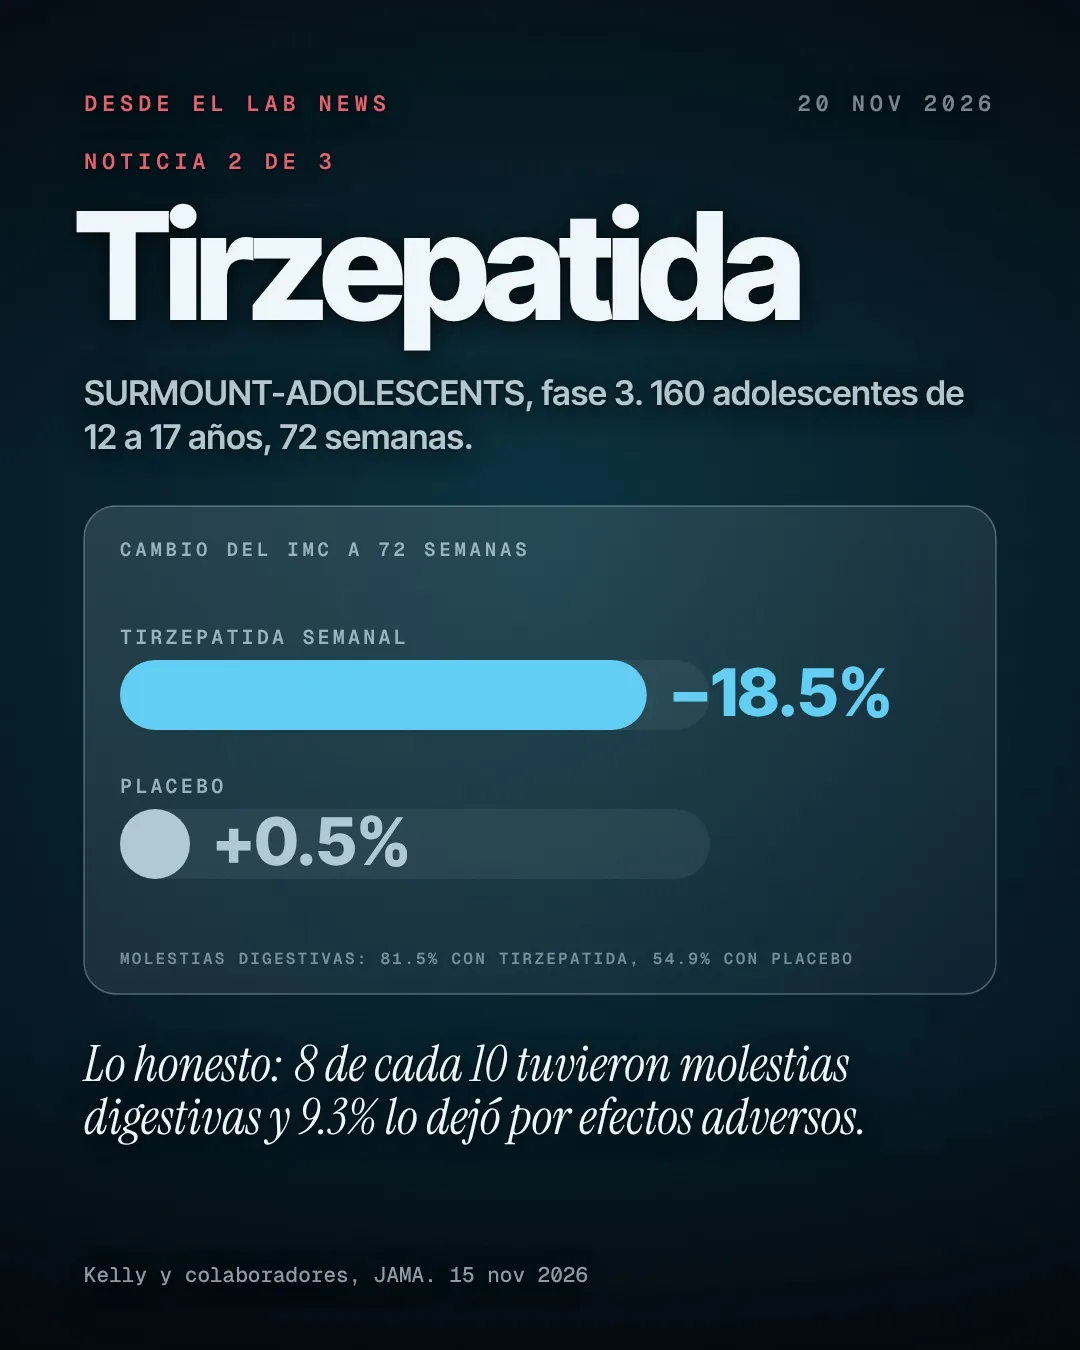 DESDE EL LAB NEWS
20 NOV 2026
NOTICIA 2 DE 3
Tirzepatida
SURMOUNT-ADOLESCENTS, fase 3. 160 adolescentes de
12 a 17 años, 72 semanas.
CAMBIO DEL IMC A 72 SEMANAS
TIRZEPATIDA SEMANAL
−18.5%
PLACEBO
+0.5%
MOLESTIAS DIGESTIVAS: 81.5% CON TIRZEPATIDA, 54.9% CON PLACEBO
Lo honesto: 8 de cada 10 tuvieron molestias
digestivas y 9.3% lo dejó por efectos adversos.
Kelly y colaboradores, JAMA. 15 nov 2026